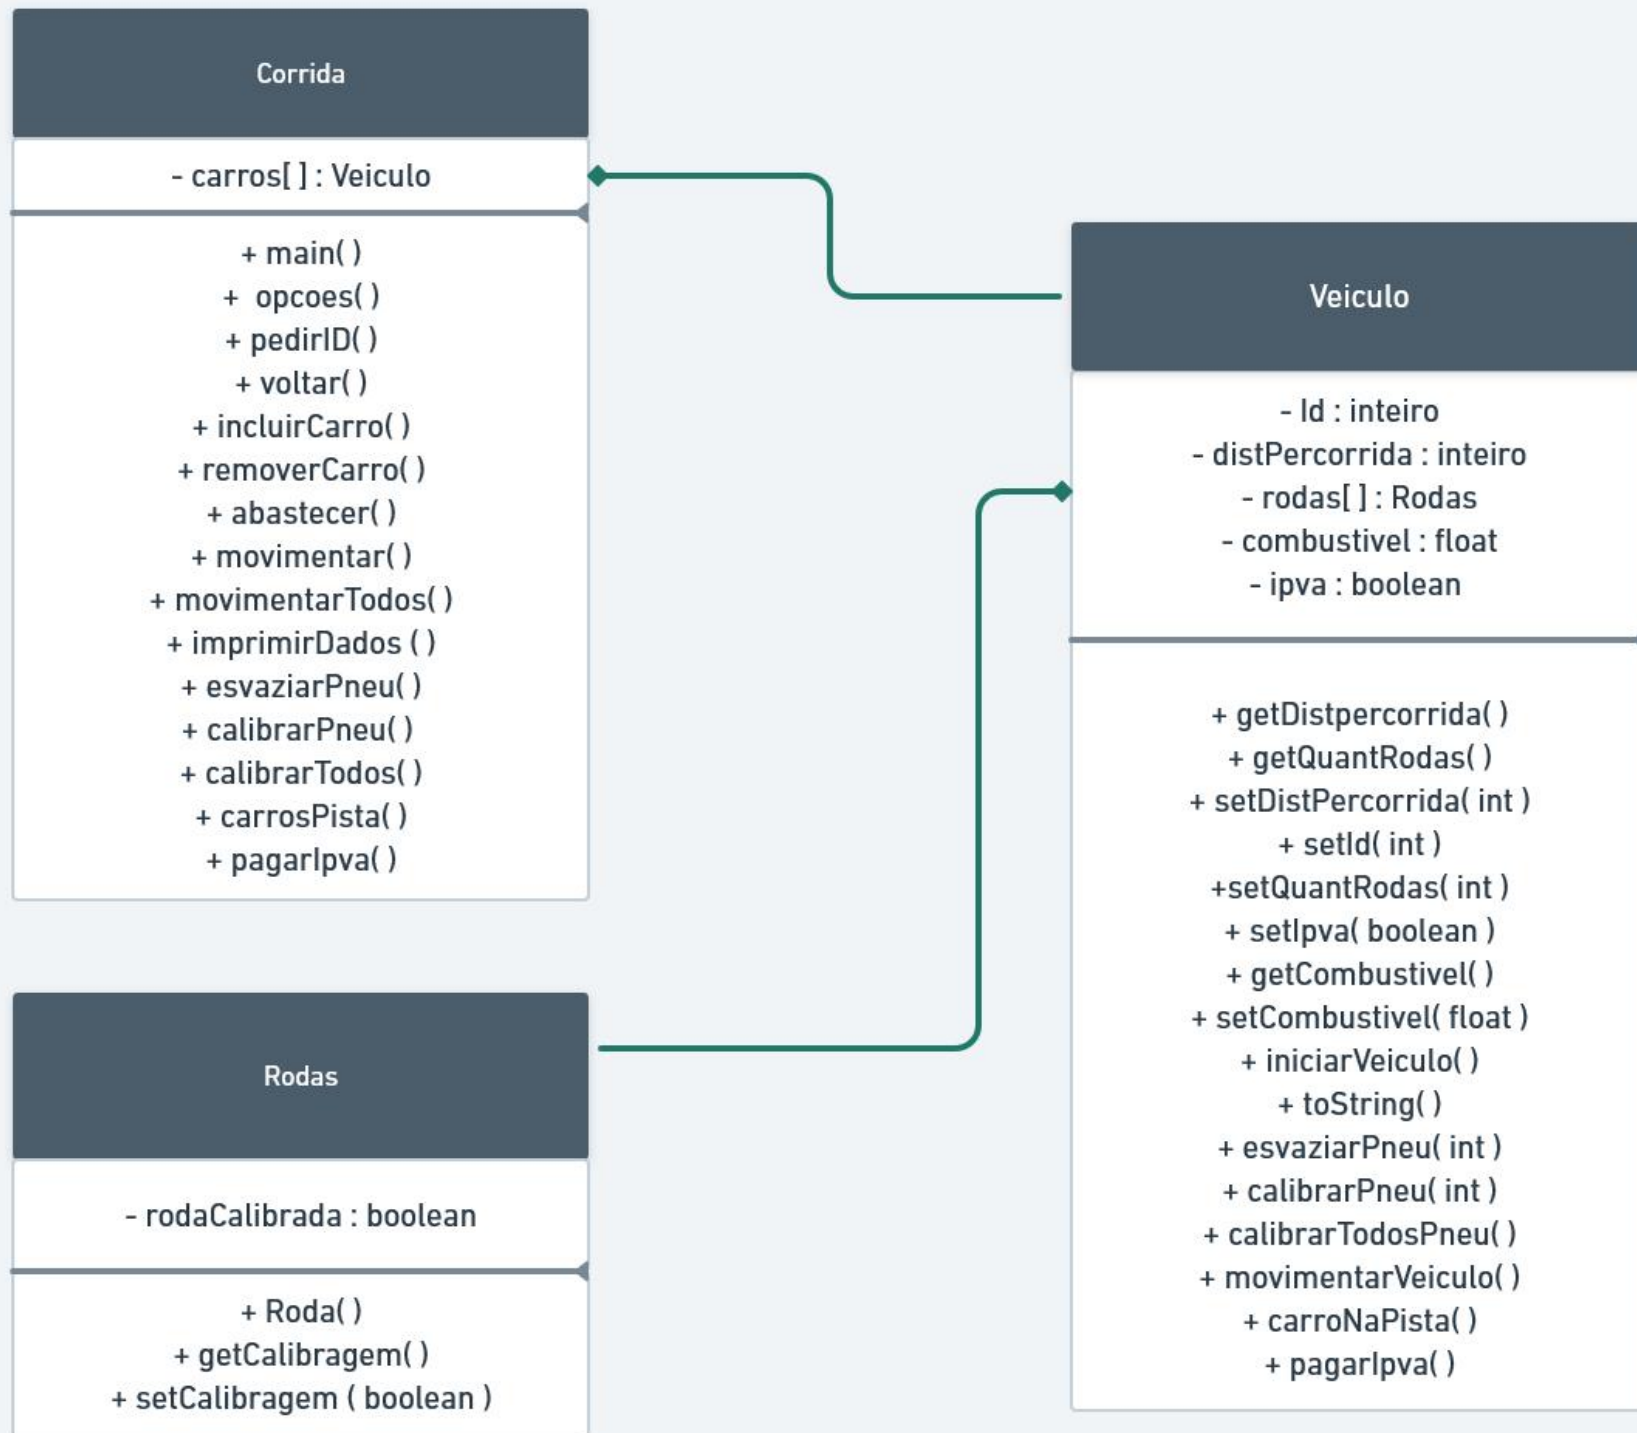 Corrida
- carros[ ] : Veiculo
+ main( )
+ opcoes( )
+ pedirID( )
+ voltar( )
+ incluirCarro( )
+ removerCarro( )
+ abastecer( )
+ movimentar( )
+ movimentarTodos( )
+ imprimirDados ( )
+ esvaziarPneu( )
+ calibrarPneu( )
+ calibrarTodos( )
+ carrosPista( )
+ pagarIpva( )
Veiculo
- Id : inteiro
- distPercorrida : inteiro
- rodas[ ] : Rodas
- combustivel : float
- ipva : boolean
+ getDistpercorrida( )
+ getQuantRodas( )
+ setDistPercorrida( int )
+ setId( int )
+setQuantRodas( int )
+ setIpva( boolean )
+ getCombustivel( )
+ setCombustivel( float )
+ iniciarVeiculo( )
+ toString( )
+ esvaziarPneu( int )
+ calibrarPneu( int )
+ calibrarTodosPneu( )
+ movimentarVeiculo( )
+ carroNaPista( )
+ pagarIpva( )
Rodas
- rodaCalibrada : boolean
+ Roda( )
+ getCalibragem( )
+ setCalibragem ( boolean )